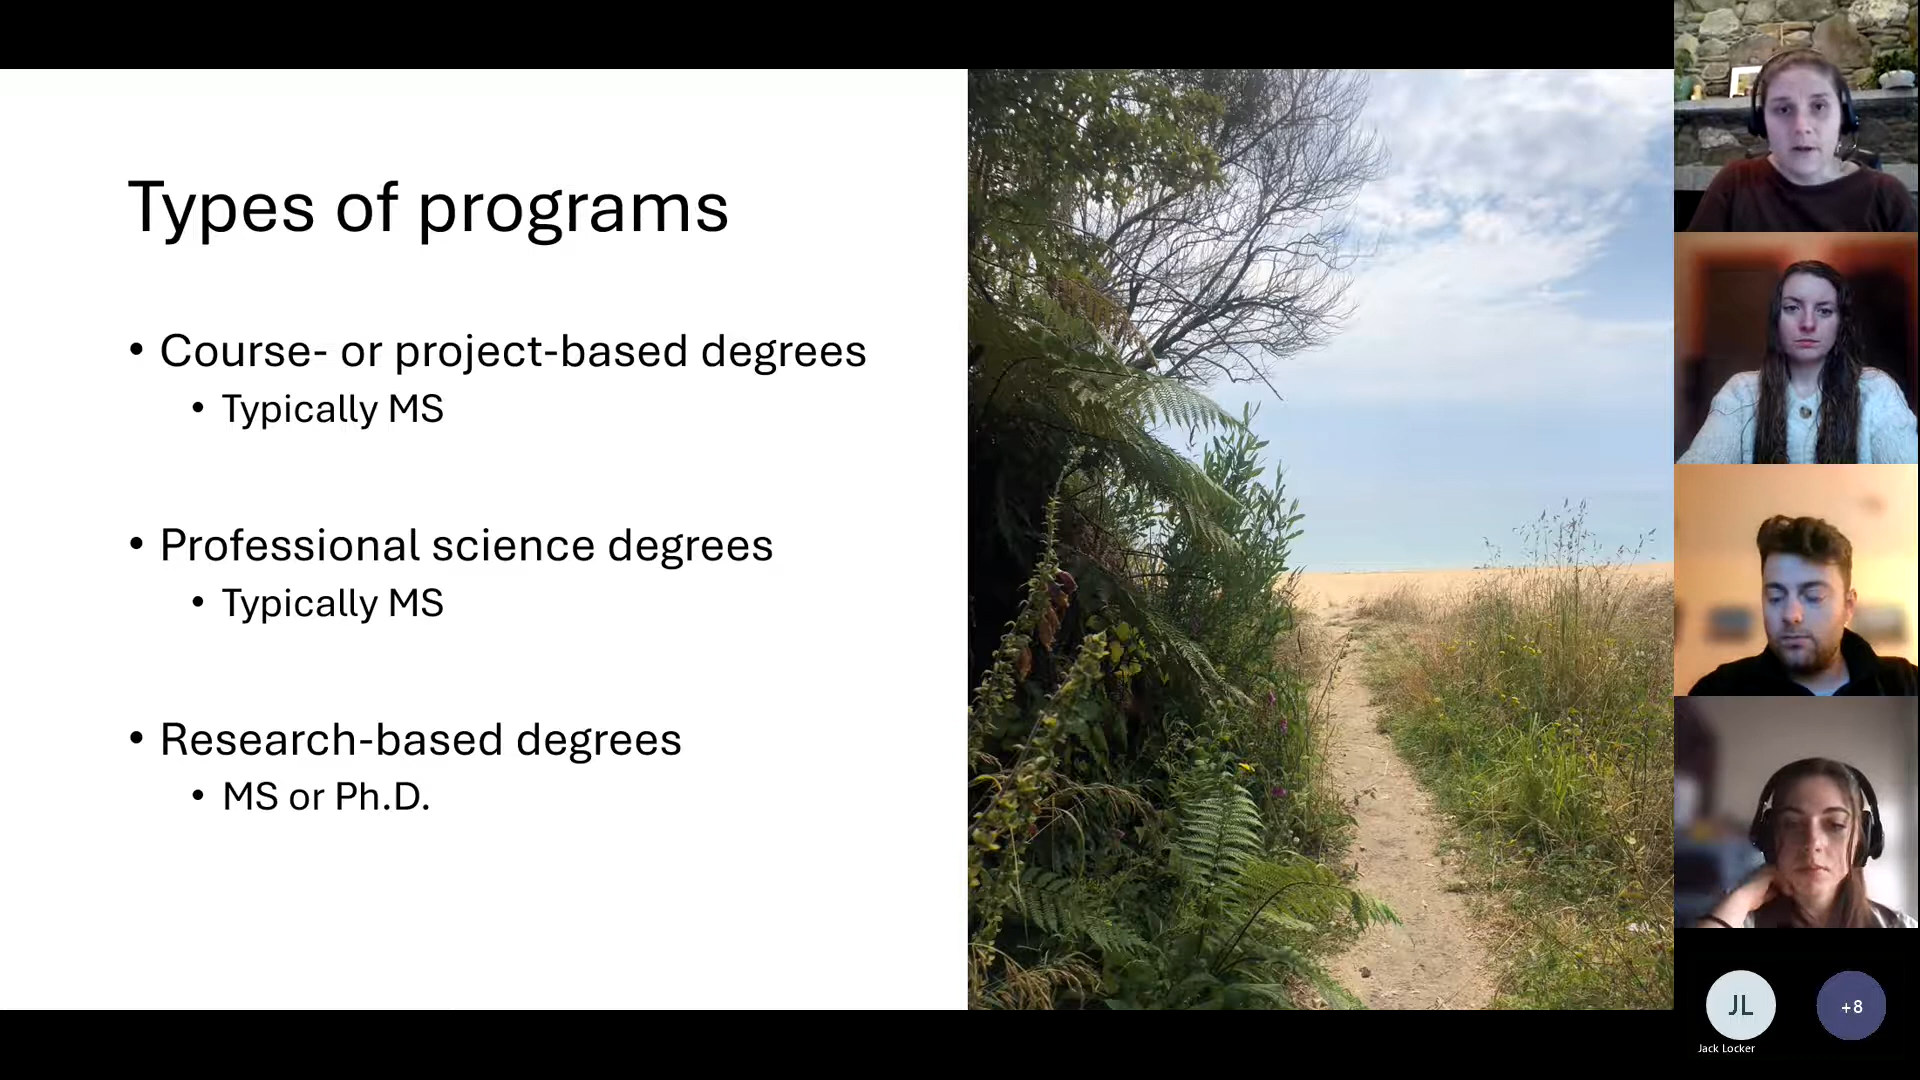 Types of programs
• Course- or project-based degrees
• Typically MS
• Professional science degrees
• Typically MS
• Research-based degrees
• MS or Ph.D.
JL
+8
Jack Locker